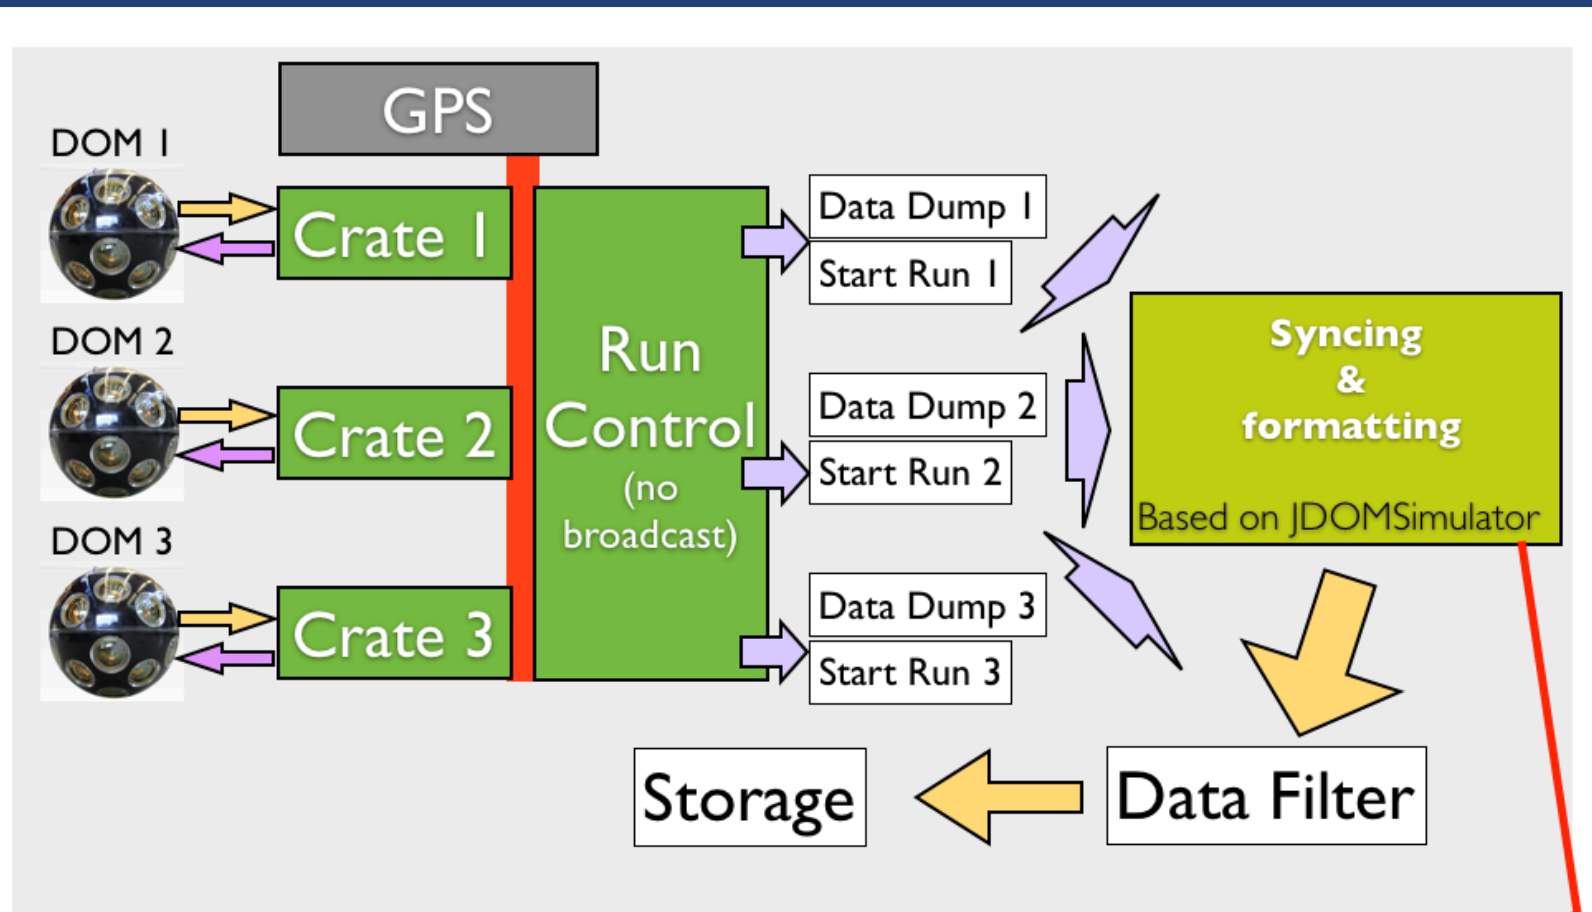 GPS
DOM 1
Crate 1
DOM 2
Crate 2
DOM 3
Crate 3
Run
Control
(no
broadcast)
Data Dump 1
Start Run 1
Data Dump 2
Start Run 2
Data Dump 3
Start Run 3
Syncing
&
formatting
Based on JDOMSimulator
Data Filter
Storage